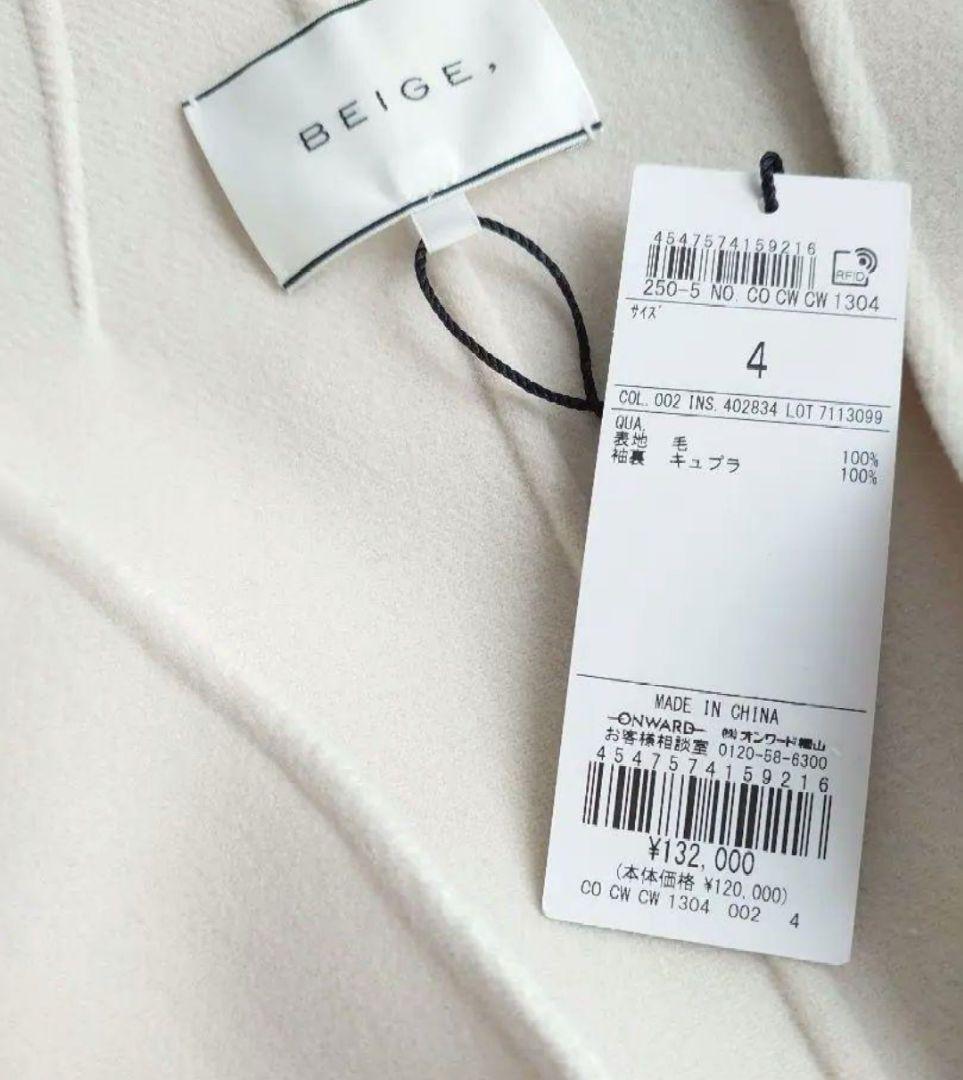 BEIGE,
4547574159216
RFID
250-5 NO. CO CW CW 1304
サイズ
4
COL. 002 INS. 402834 LOT 7113099
QUA.
表地 毛 100%
袖裏 キュプラ 100%
MADE IN CHINA
ONWARD ㈱オンワード樫山
お客様相談室 0120-58-6300
4547574159216
¥132,000
(本体価格 ¥120,000)
CO CW CW 1304 002 4